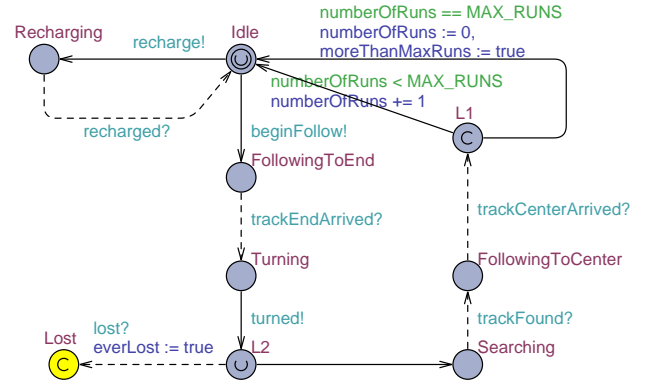 numberOfRuns == MAX_RUNS
Recharging
Idle
numberOfRuns := 0,
recharge!
moreThanMaxRuns := true
numberOfRuns < MAX_RUNS
numberOfRuns += 1
L1
recharged?
beginFollow!
C
FollowingToEnd
trackEndArrived?
trackCenterArrived?
Turning
FollowingToCenter
turned!
trackFound?
Lost
lost?
everLost := true
L2
Searching
C